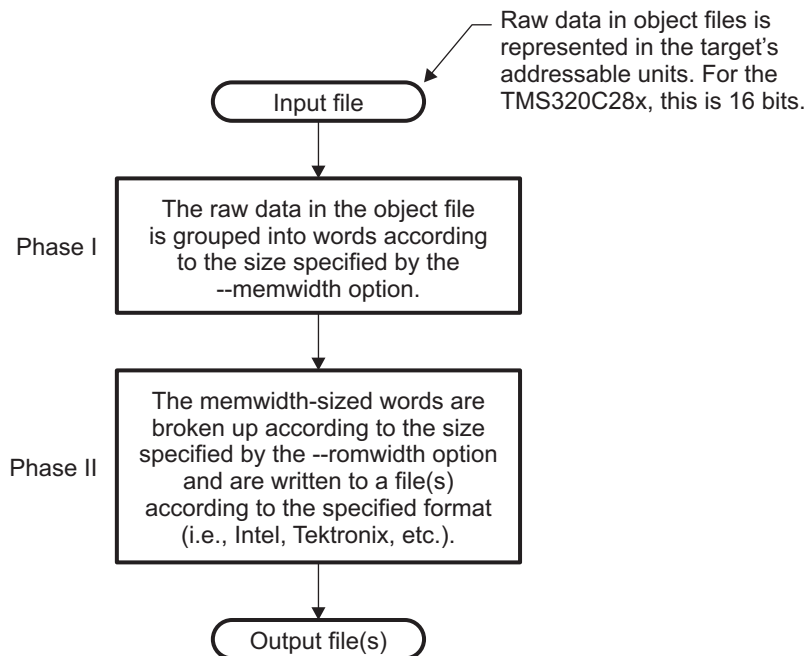 Raw data in object files is
represented in the target's
addressable units. For the
TMS320C28x, this is 16 bits.
Input file
Phase I
The raw data in the object file
is grouped into words according
to the size specified by the
--memwidth option.
Phase II
The memwidth-sized words are
broken up according to the size
specified by the --romwidth option
and are written to a file(s)
according to the specified format
(i.e., Intel, Tektronix, etc.).
Output file(s)